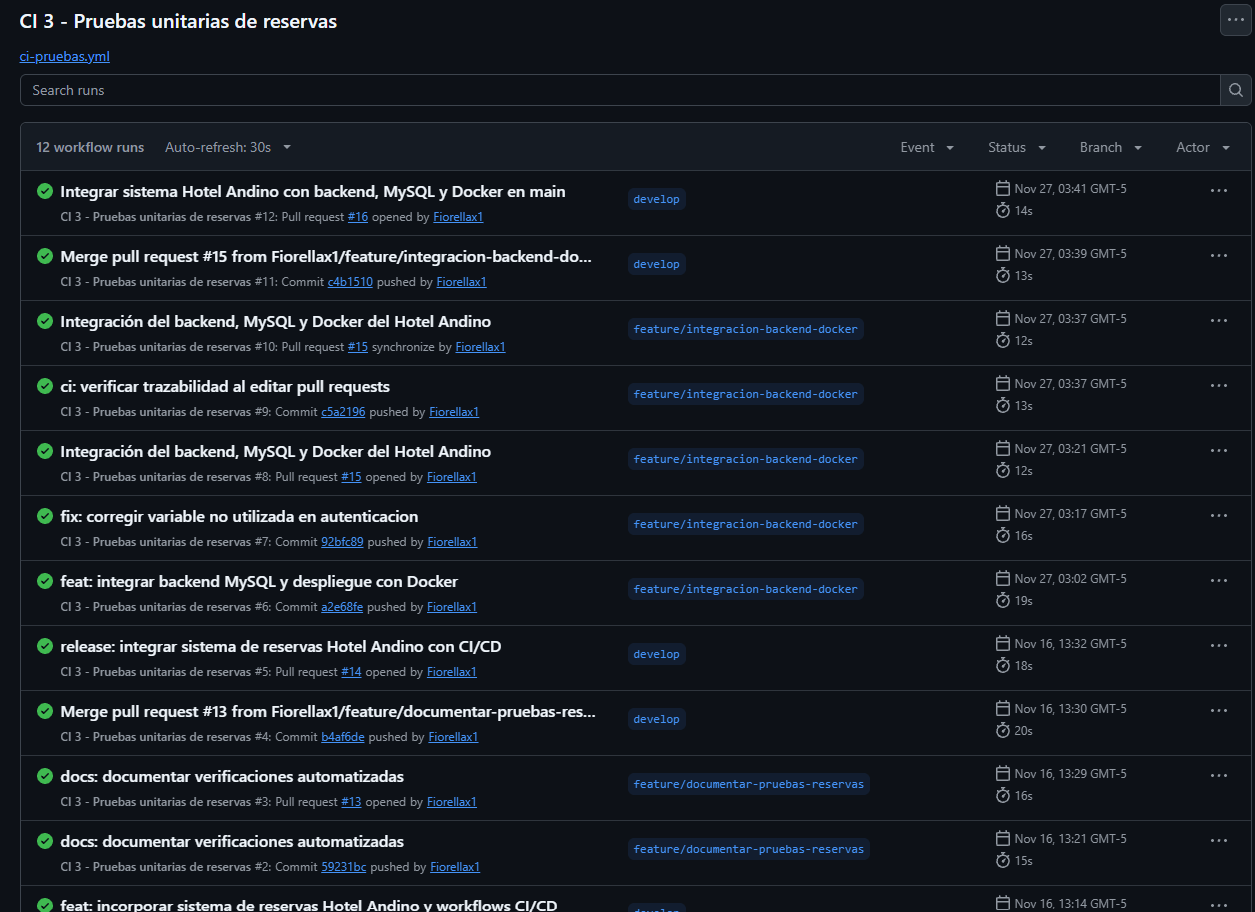 CI 3 - Pruebas unitarias de reservas
ci-pruebas.yml
Search runs
12 workflow runs Auto-refresh: 30s Event Status Branch Actor
Integrar sistema Hotel Andino con backend, MySQL y Docker en main
CI 3 - Pruebas unitarias de reservas #12: Pull request #16 opened by Fiorellax1
develop
Nov 27, 03:41 GMT-5
14s
Merge pull request #15 from Fiorellax1/feature/integracion-backend-do...
CI 3 - Pruebas unitarias de reservas #11: Commit c4b1510 pushed by Fiorellax1
develop
Nov 27, 03:39 GMT-5
13s
Integración del backend, MySQL y Docker del Hotel Andino
CI 3 - Pruebas unitarias de reservas #10: Pull request #15 synchronize by Fiorellax1
feature/integracion-backend-docker
Nov 27, 03:37 GMT-5
12s
ci: verificar trazabilidad al editar pull requests
CI 3 - Pruebas unitarias de reservas #9: Commit c5a2196 pushed by Fiorellax1
feature/integracion-backend-docker
Nov 27, 03:37 GMT-5
13s
Integración del backend, MySQL y Docker del Hotel Andino
CI 3 - Pruebas unitarias de reservas #8: Pull request #15 opened by Fiorellax1
feature/integracion-backend-docker
Nov 27, 03:21 GMT-5
12s
fix: corregir variable no utilizada en autenticacion
CI 3 - Pruebas unitarias de reservas #7: Commit 92bfc89 pushed by Fiorellax1
feature/integracion-backend-docker
Nov 27, 03:17 GMT-5
16s
feat: integrar backend MySQL y despliegue con Docker
CI 3 - Pruebas unitarias de reservas #6: Commit a2e68fe pushed by Fiorellax1
feature/integracion-backend-docker
Nov 27, 03:02 GMT-5
19s
release: integrar sistema de reservas Hotel Andino con CI/CD
CI 3 - Pruebas unitarias de reservas #5: Pull request #14 opened by Fiorellax1
develop
Nov 16, 13:32 GMT-5
18s
Merge pull request #13 from Fiorellax1/feature/documentar-pruebas-res...
CI 3 - Pruebas unitarias de reservas #4: Commit b4af6de pushed by Fiorellax1
develop
Nov 16, 13:30 GMT-5
20s
docs: documentar verificaciones automatizadas
CI 3 - Pruebas unitarias de reservas #3: Pull request #13 opened by Fiorellax1
feature/documentar-pruebas-reservas
Nov 16, 13:29 GMT-5
16s
docs: documentar verificaciones automatizadas
CI 3 - Pruebas unitarias de reservas #2: Commit 59231bc pushed by Fiorellax1
feature/documentar-pruebas-reservas
Nov 16, 13:21 GMT-5
15s
feat: incorporar sistema de reservas Hotel Andino y workflows CI/CD
develop
Nov 16, 13:14 GMT-5